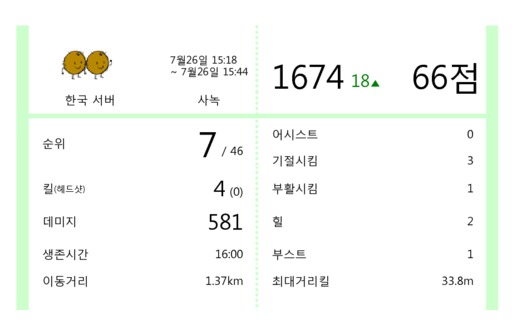 7월26일 15:18
~ 7월26일 15:44
한국 서버
사녹
1674 18▲
66점
순위
7 / 46
킬(헤드샷)
4 (0)
데미지
581
생존시간
16:00
이동거리
1.37km
어시스트
0
기절시킴
3
부활시킴
1
힐
2
부스트
1
최대거리킬
33.8m